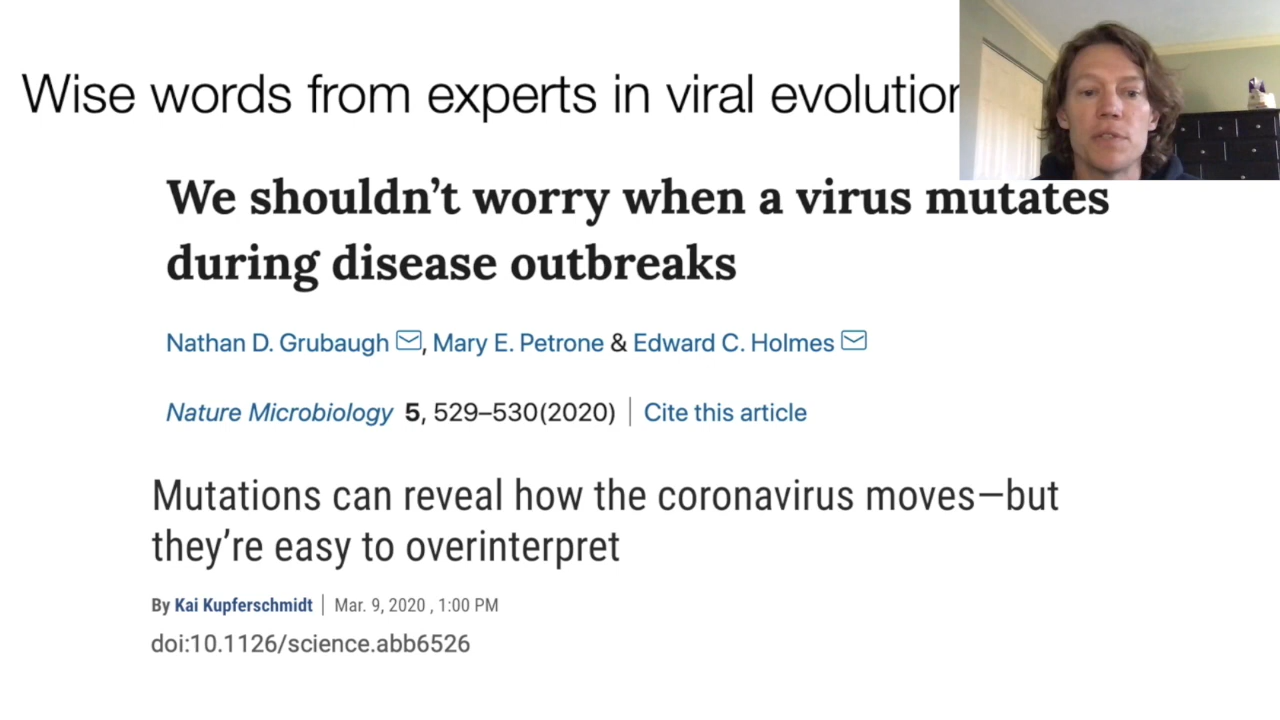 Wise words from experts in viral evolution
We shouldn’t worry when a virus mutates
during disease outbreaks
Nathan D. Grubaugh, Mary E. Petrone & Edward C. Holmes
Nature Microbiology 5, 529–530(2020) | Cite this article
Mutations can reveal how the coronavirus moves—but
they’re easy to overinterpret
By Kai Kupferschmidt | Mar. 9, 2020 , 1:00 PM
doi:10.1126/science.abb6526